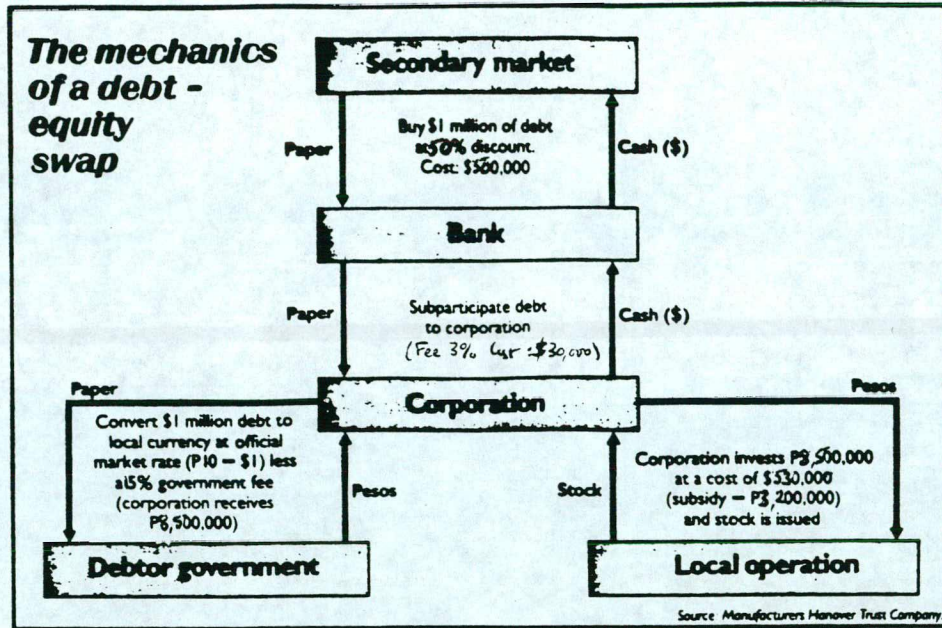 The mechanics
of a debt -
equity
swap
Secondary market
Paper
Buy $1 million of debt
at 50% discount.
Cost: $500,000
Cash ($)
Bank
Paper
Subparticipate debt
to corporation
(Fee 3% = $30,000)
Cash ($)
Paper
Corporation
Pesos
Convert $1 million debt to
local currency at official
market rate (P10 = $1) less
a 15% government fee
(corporation receives
P8,500,000)
Pesos
Stock
Corporation invests P8,500,000
at a cost of $530,000
(subsidy = P3,200,000)
and stock is issued
Debtor government
Local operation
Source Manufacturers Hanover Trust Company